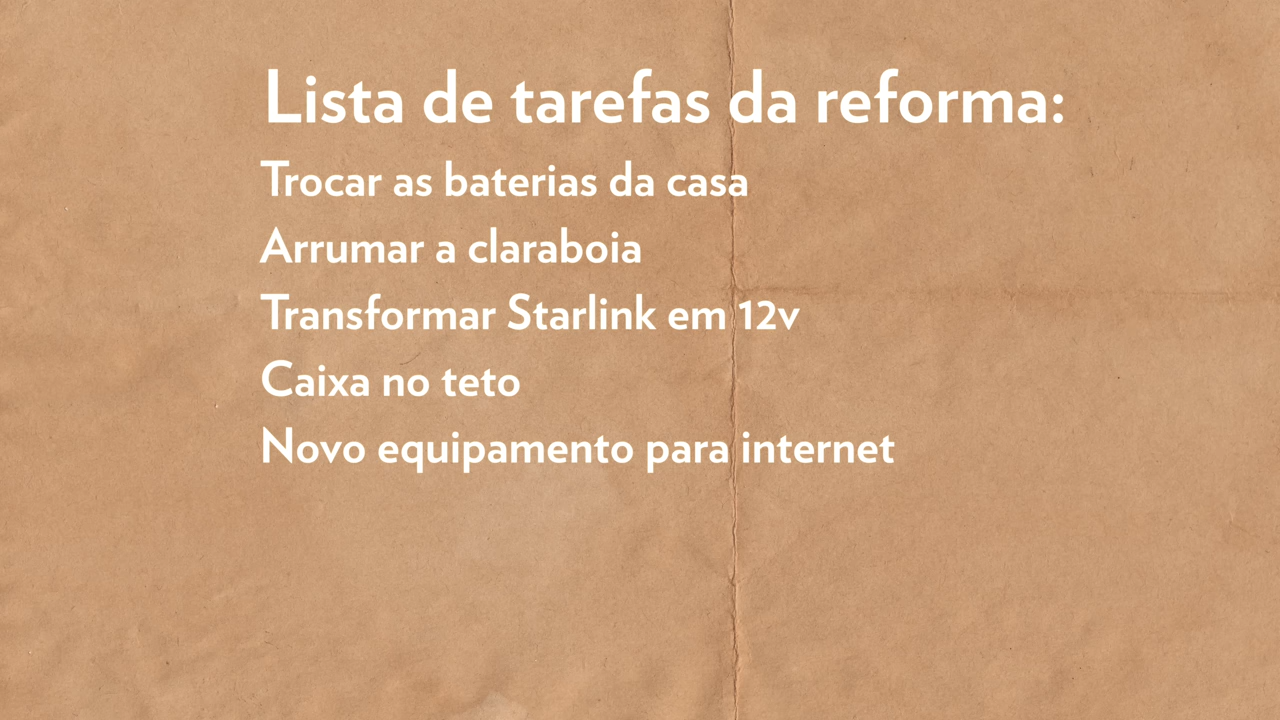 Lista de tarefas da reforma:
Trocar as baterias da casa
Arrumar a claraboia
Transformar Starlink em 12v
Caixa no teto
Novo equipamento para internet